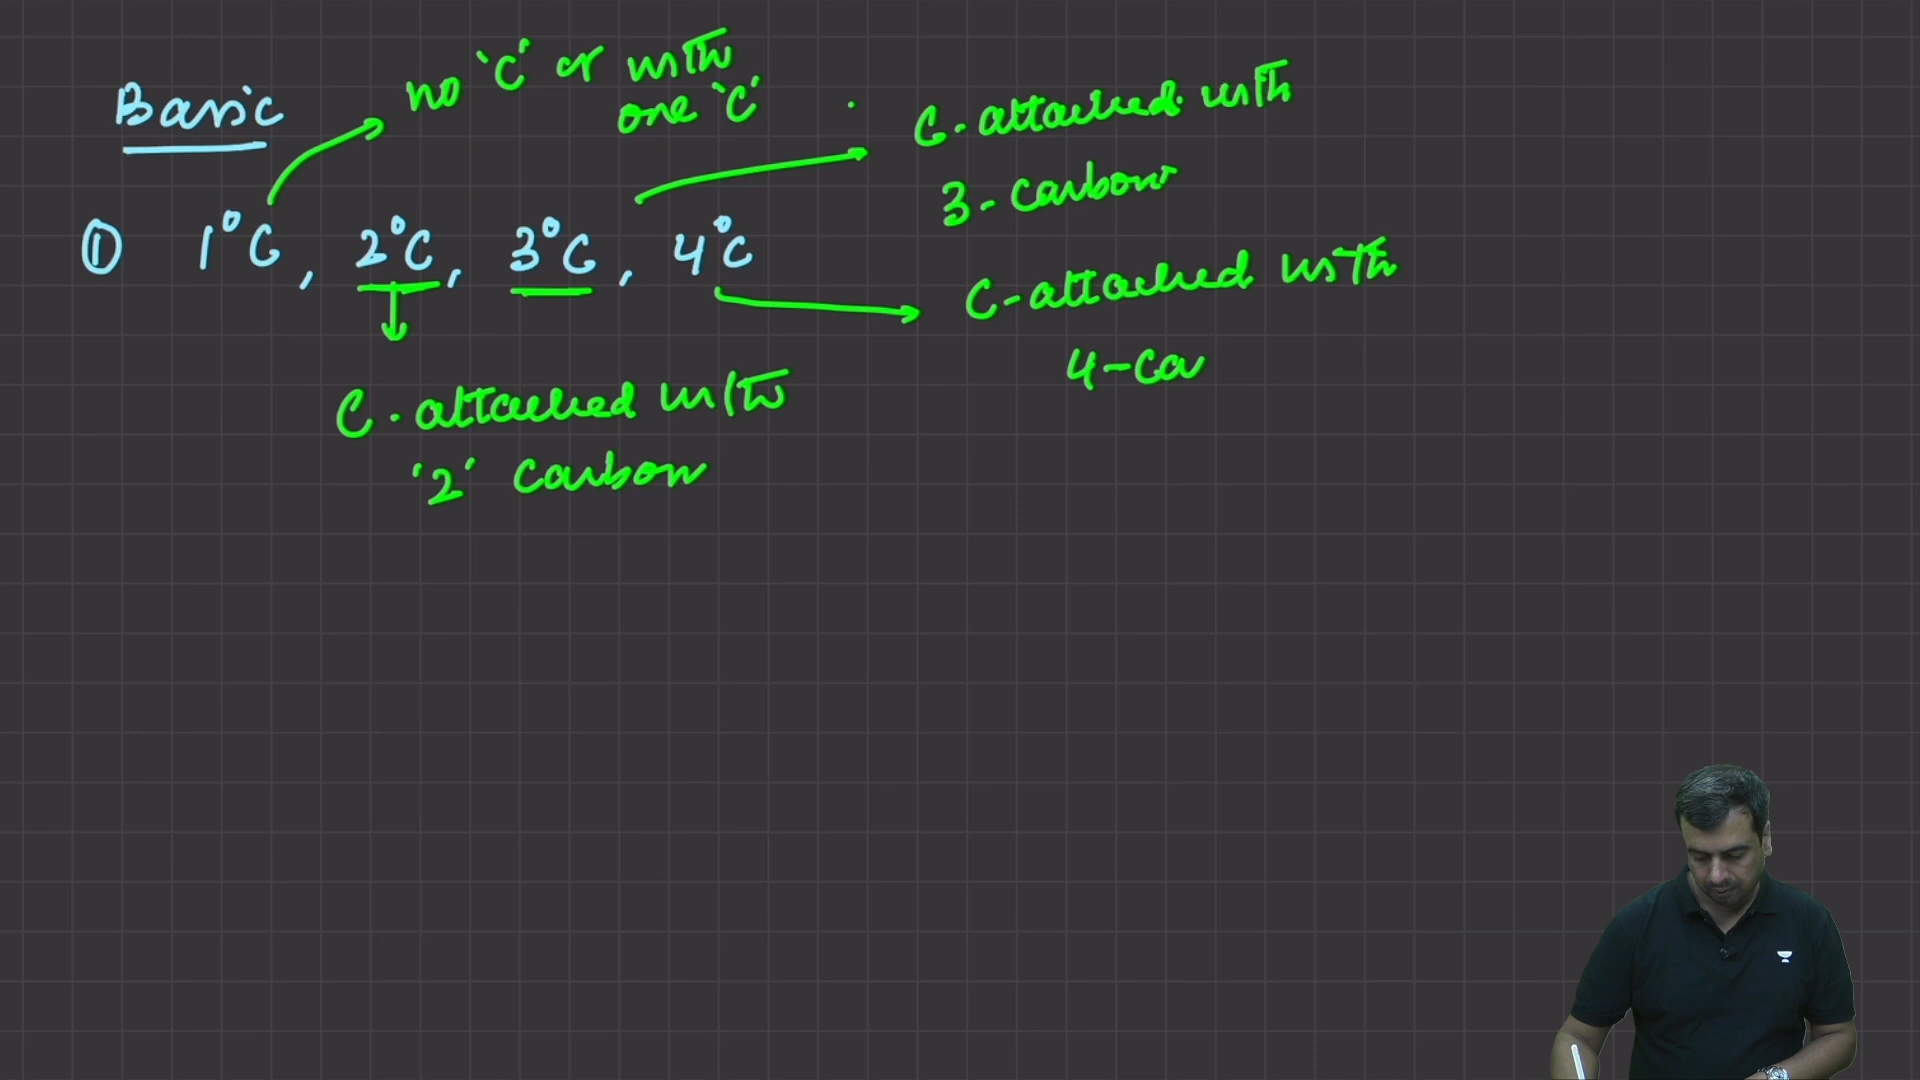 Basic
no 'C' or with
one 'C'
C-attached with
3-carbons
① 1°C, 2°C, 3°C, 4°C
C-attached with
4-Ca
C-attached with
'2' Carbon